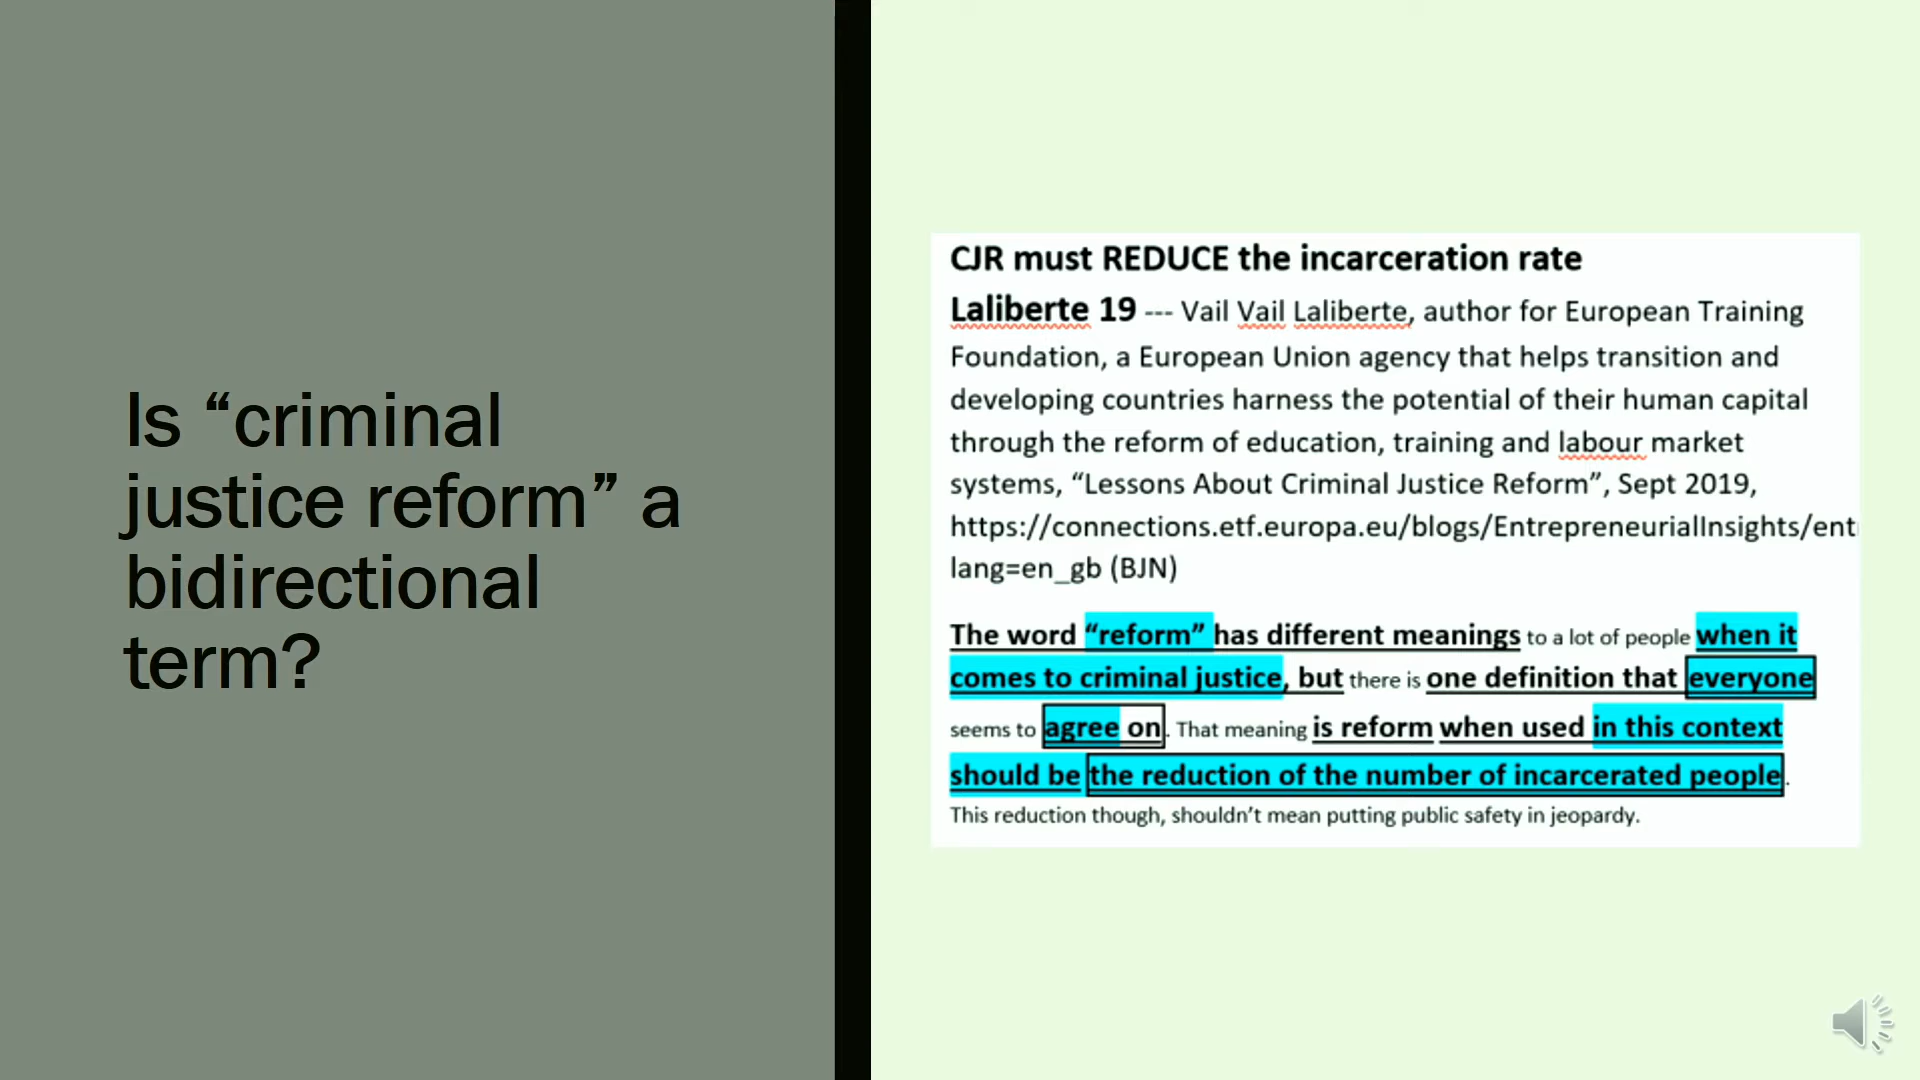 Is “criminal
justice reform” a
bidirectional
term?
CJR must REDUCE the incarceration rate
Laliberte 19 --- Vail Vail Laliberte, author for European Training
Foundation, a European Union agency that helps transition and
developing countries harness the potential of their human capital
through the reform of education, training and labour market
systems, “Lessons About Criminal Justice Reform”, Sept 2019,
https://connections.etf.europa.eu/blogs/EntrepreneurialInsights/ent
lang=en_gb (BJN)
The word “reform” has different meanings to a lot of people when it
comes to criminal justice, but there is one definition that everyone
seems to agree on. That meaning is reform when used in this context
should be the reduction of the number of incarcerated people.
This reduction though, shouldn’t mean putting public safety in jeopardy.